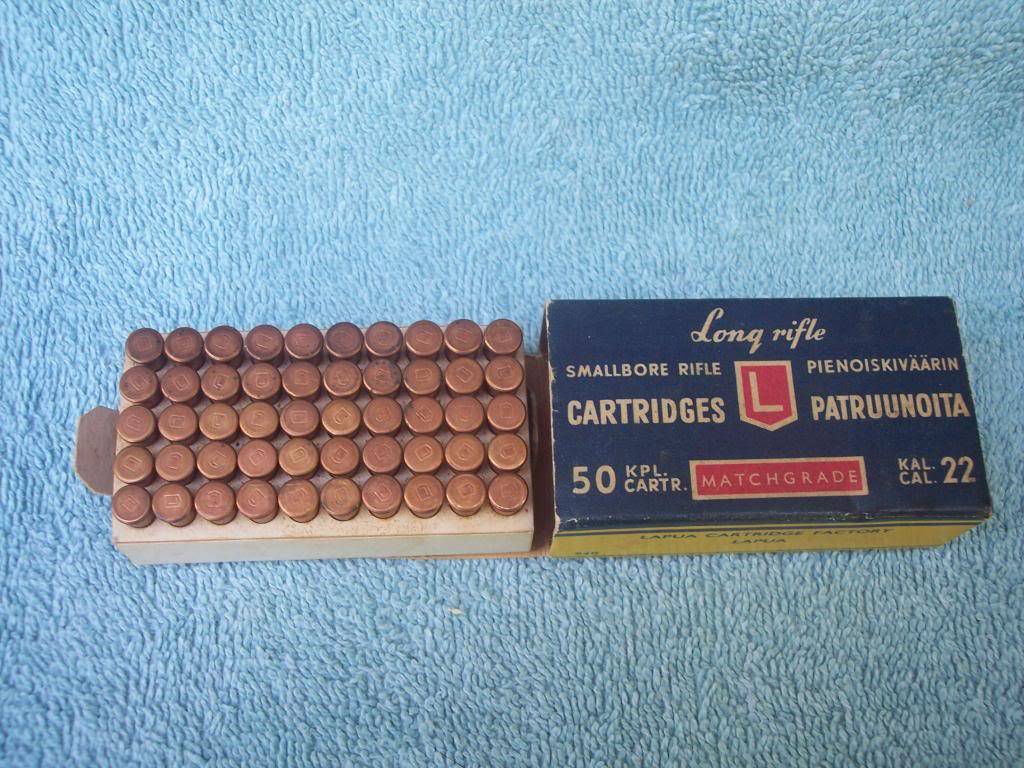 Long rifle
SMALLBORE RIFLE
PIENOISKIVÄÄRIN
CARTRIDGES
L
PATRUUNOITA
50 KPL.
CARTR.
MATCHGRADE
KAL.
CAL. 22
LAPUA CARTRIDGE FACTORY
LAPUA